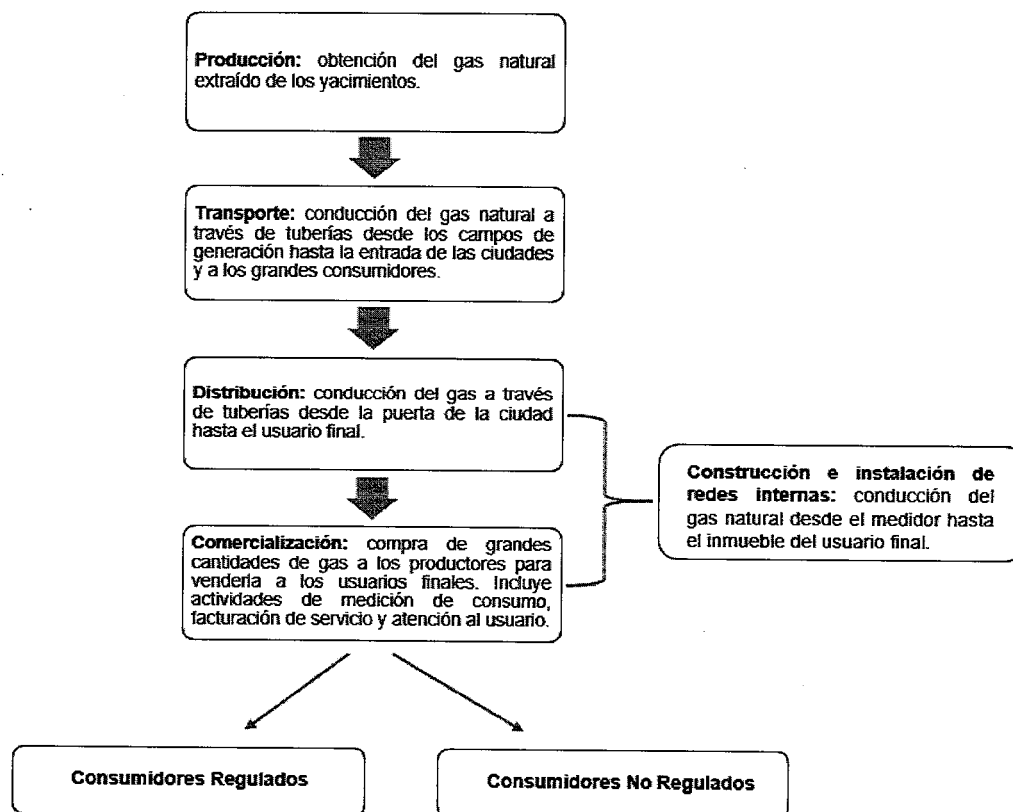 Producción: obtención del gas natural
extraído de los yacimientos.
Transporte: conducción del gas natural a
través de tuberías desde los campos de
generación hasta la entrada de las ciudades
y a los grandes consumidores.
Distribución: conducción del gas a través
de tuberías desde la puerta de la ciudad
hasta el usuario final.
Construcción e instalación de
redes internas: conducción del
gas natural desde el medidor hasta
el inmueble del usuario final.
Comercialización: compra de grandes
cantidades de gas a los productores para
venderla a los usuarios finales. Incluye
actividades de medición de consumo,
facturación de servicio y atención al usuario.
Consumidores Regulados
Consumidores No Regulados